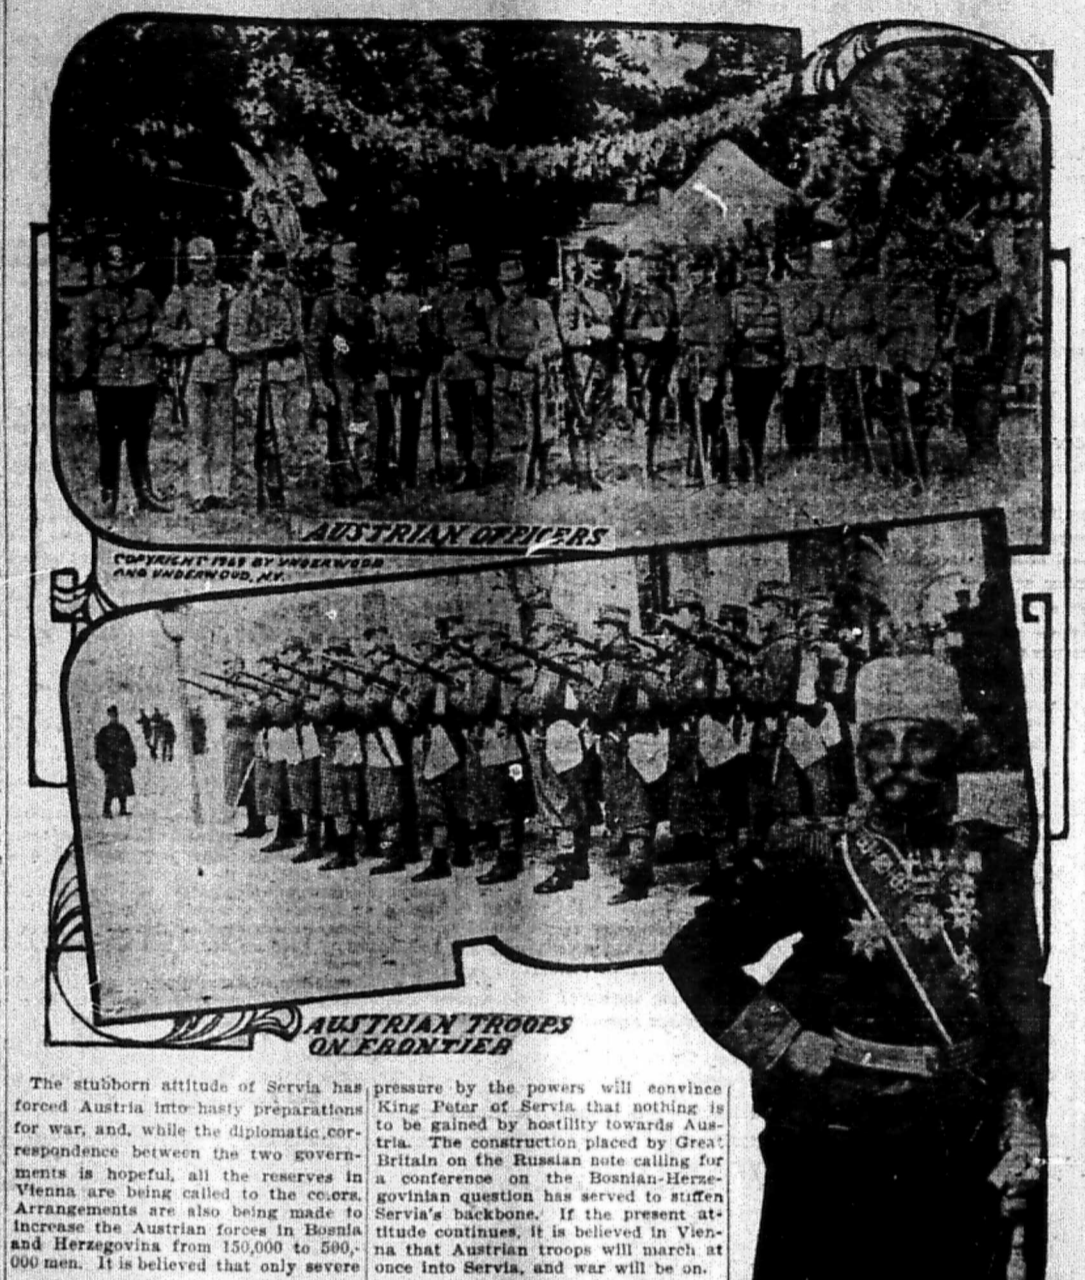 AUSTRIAN OFFICERS
COPYRIGHT 1909 BY UNDERWOOD
AND UNDERWOOD, N.Y.
AUSTRIAN TROOPS
ON FRONTIER
The stubborn attitude of Servia has
forced Austria into hasty preparations
for war, and, while the diplomatic cor-
respondence between the two govern-
ments is hopeful, all the reserves in
Vienna are being called to the colors.
Arrangements are also being made to
increase the Austrian forces in Bosnia
and Herzegovina from 150,000 to 500,-
000 men. It is believed that only severe
pressure by the powers will convince
King Peter of Servia that nothing is
to be gained by hostility towards Aus-
tria. The construction placed by Great
Britain on the Russian note calling for
a conference on the Bosnian-Herze-
govinian question has served to stiffen
Servia's backbone. If the present at-
titude continues, it is believed in Vien-
na that Austrian troops will march at
once into Servia, and war will be on.